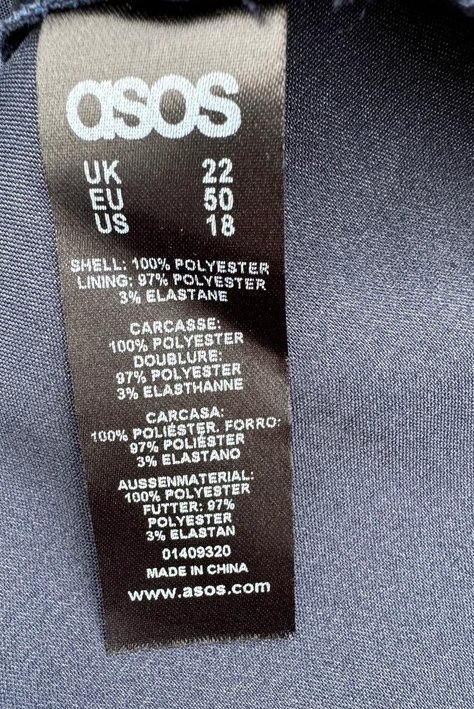 asos
UK 22
EU 50
US 18
SHELL: 100% POLYESTER
LINING: 97% POLYESTER
3% ELASTANE
CARCASSE:
100% POLYESTER
DOUBLURE:
97% POLYESTER
3% ELASTHANNE
CARCASA:
100% POLIÉSTER. FORRO:
97% POLIÉSTER
3% ELASTANO
AUSSENMATERIAL:
100% POLYESTER
FUTTER: 97%
POLYESTER
3% ELASTAN
01409320
MADE IN CHINA
www.asos.com